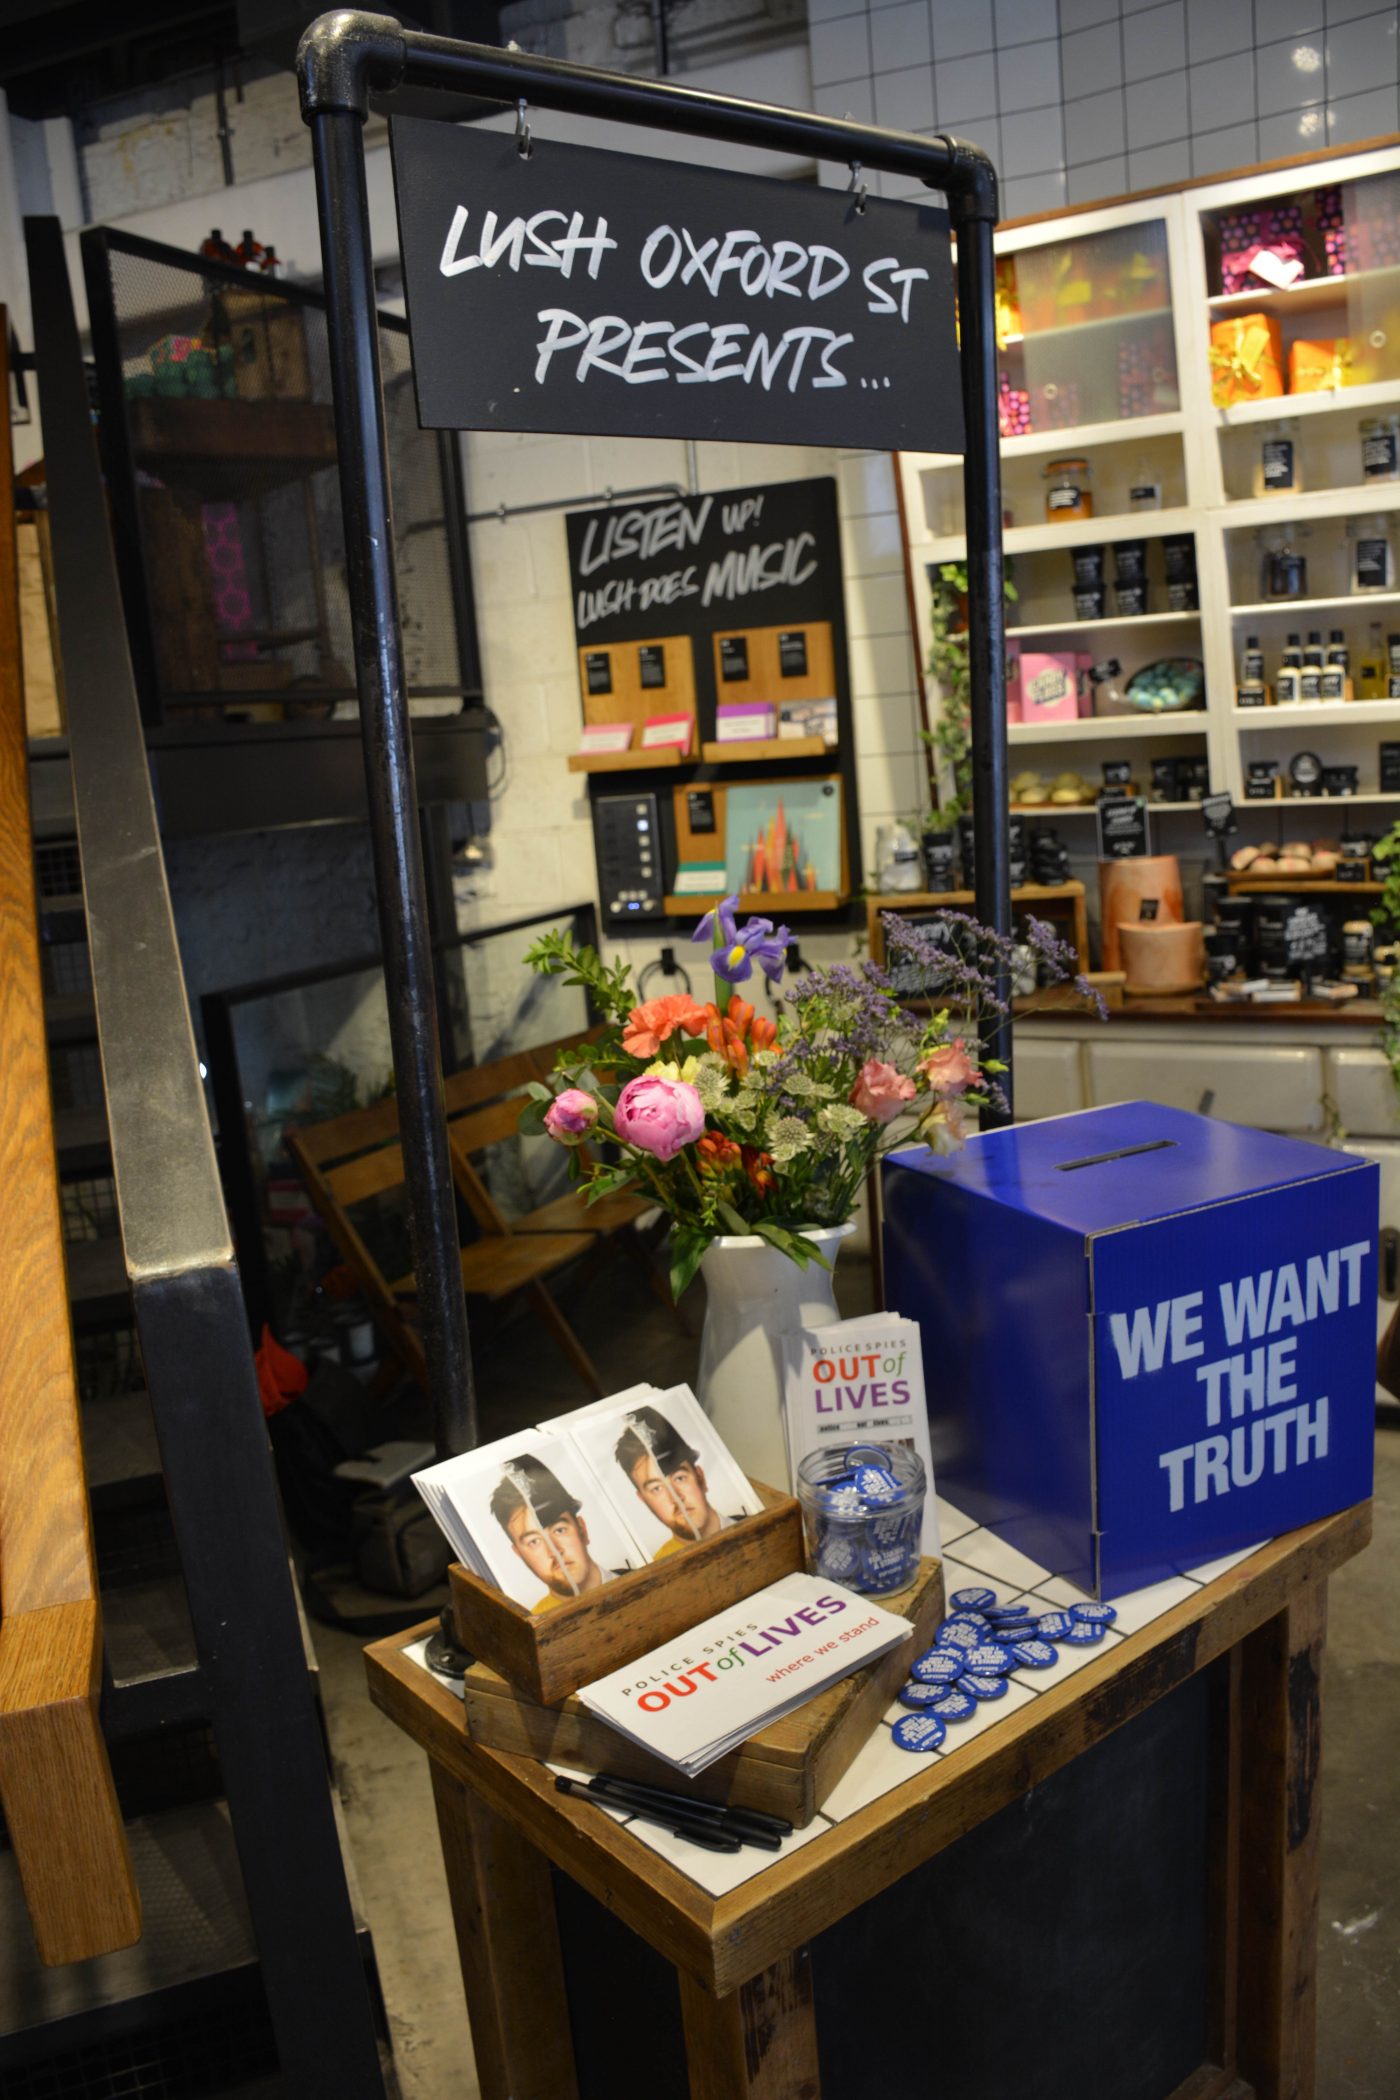 LUSH OXFORD ST
PRESENTS...
LISTEN UP!
LUSH DOES MUSIC
WE WANT
THE
TRUTH
POLICE SPIES
OUT of
LIVES
POLICE SPIES
OUT of LIVES
where we stand